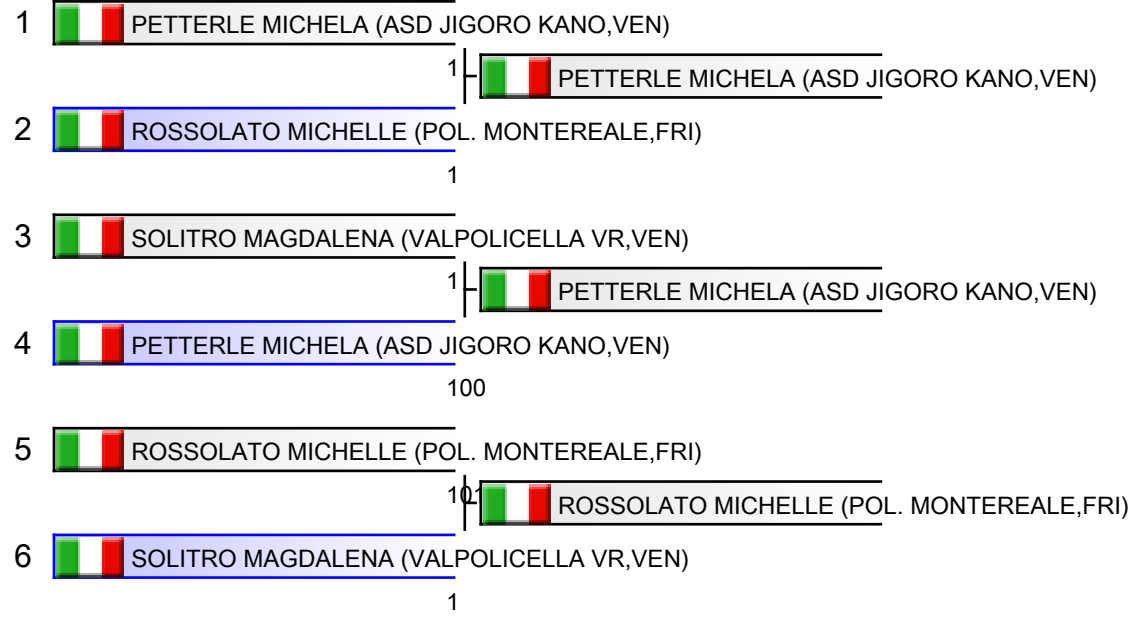 1 PETTERLE MICHELA (ASD JIGORO KANO,VEN)
1
PETTERLE MICHELA (ASD JIGORO KANO,VEN)
2 ROSSOLATO MICHELLE (POL. MONTEREALE,FRI)
1
3 SOLITRO MAGDALENA (VALPOLICELLA VR,VEN)
1
PETTERLE MICHELA (ASD JIGORO KANO,VEN)
4 PETTERLE MICHELA (ASD JIGORO KANO,VEN)
100
5 ROSSOLATO MICHELLE (POL. MONTEREALE,FRI)
101
ROSSOLATO MICHELLE (POL. MONTEREALE,FRI)
6 SOLITRO MAGDALENA (VALPOLICELLA VR,VEN)
1